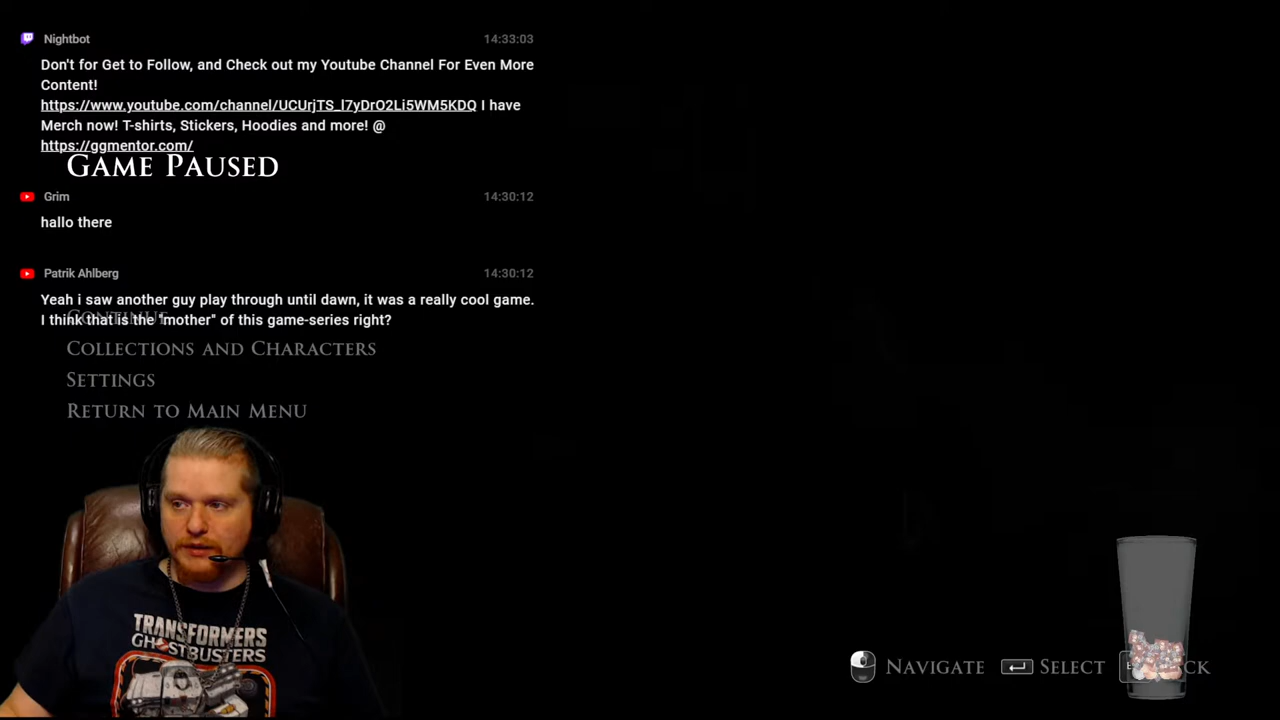 Nightbot 14:33:03
Don't for Get to Follow, and Check out my Youtube Channel For Even More
Content!
https://www.youtube.com/channel/UCUrjTS_l7yDrO2Li5WM5KDQ I have
Merch now! T-shirts, Stickers, Hoodies and more! @
https://ggmentor.com/
GAME PAUSED
Grim 14:30:12
hallo there
Patrik Ahlberg 14:30:12
Yeah i saw another guy play through until dawn, it was a really cool game.
I think that is the "mother" of this game-series right?
CONTINUE
COLLECTIONS AND CHARACTERS
SETTINGS
RETURN TO MAIN MENU
TRANSFORMERS
GHOSTBUSTERS
NAVIGATE SELECT